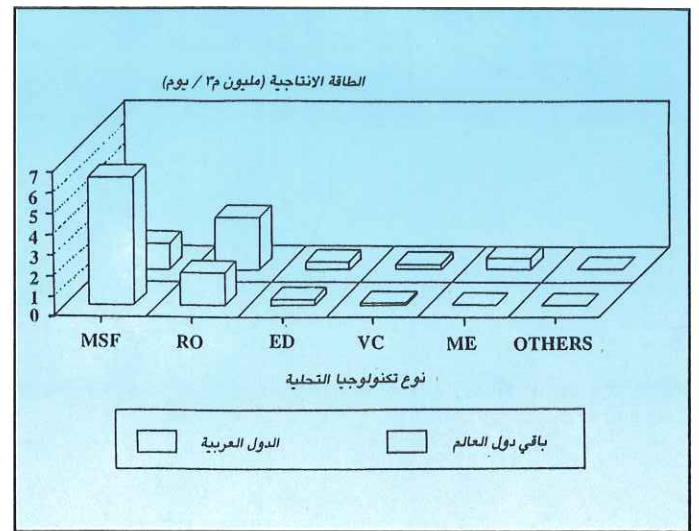 الطاقة الانتاجية (مليون م٣ / يوم)
7
6
5
4
3
2
1
0
MSF RO ED VC ME OTHERS
نوع تكنولوجيا التحلية
الدول العربية باقي دول العالم